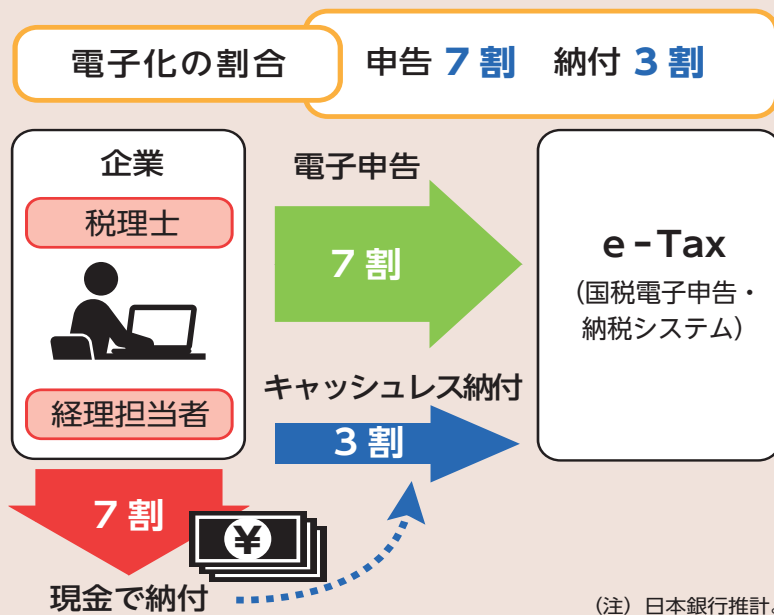 電子化の割合 申告 7割 納付 3割
企業
税理士
経理担当者
電子申告
7割
キャッシュレス納付
3割
e-Tax
(国税電子申告・
納税システム)
7割
¥
現金で納付
(注) 日本銀行推計。